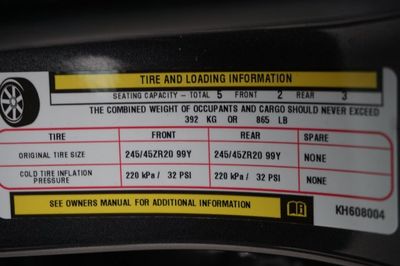 TIRE AND LOADING INFORMATION
SEATING CAPACITY - TOTAL 5 FRONT 2 REAR 3
THE COMBINED WEIGHT OF OCCUPANTS AND CARGO SHOULD NEVER EXCEED
392 KG OR 865 LB
TIRE FRONT REAR SPARE
ORIGINAL TIRE SIZE 245/45ZR20 99Y 245/45ZR20 99Y NONE
COLD TIRE INFLATION PRESSURE 220 kPa / 32 PSI 220 kPa / 32 PSI NONE
SEE OWNERS MANUAL FOR ADDITIONAL INFORMATION
KH608004